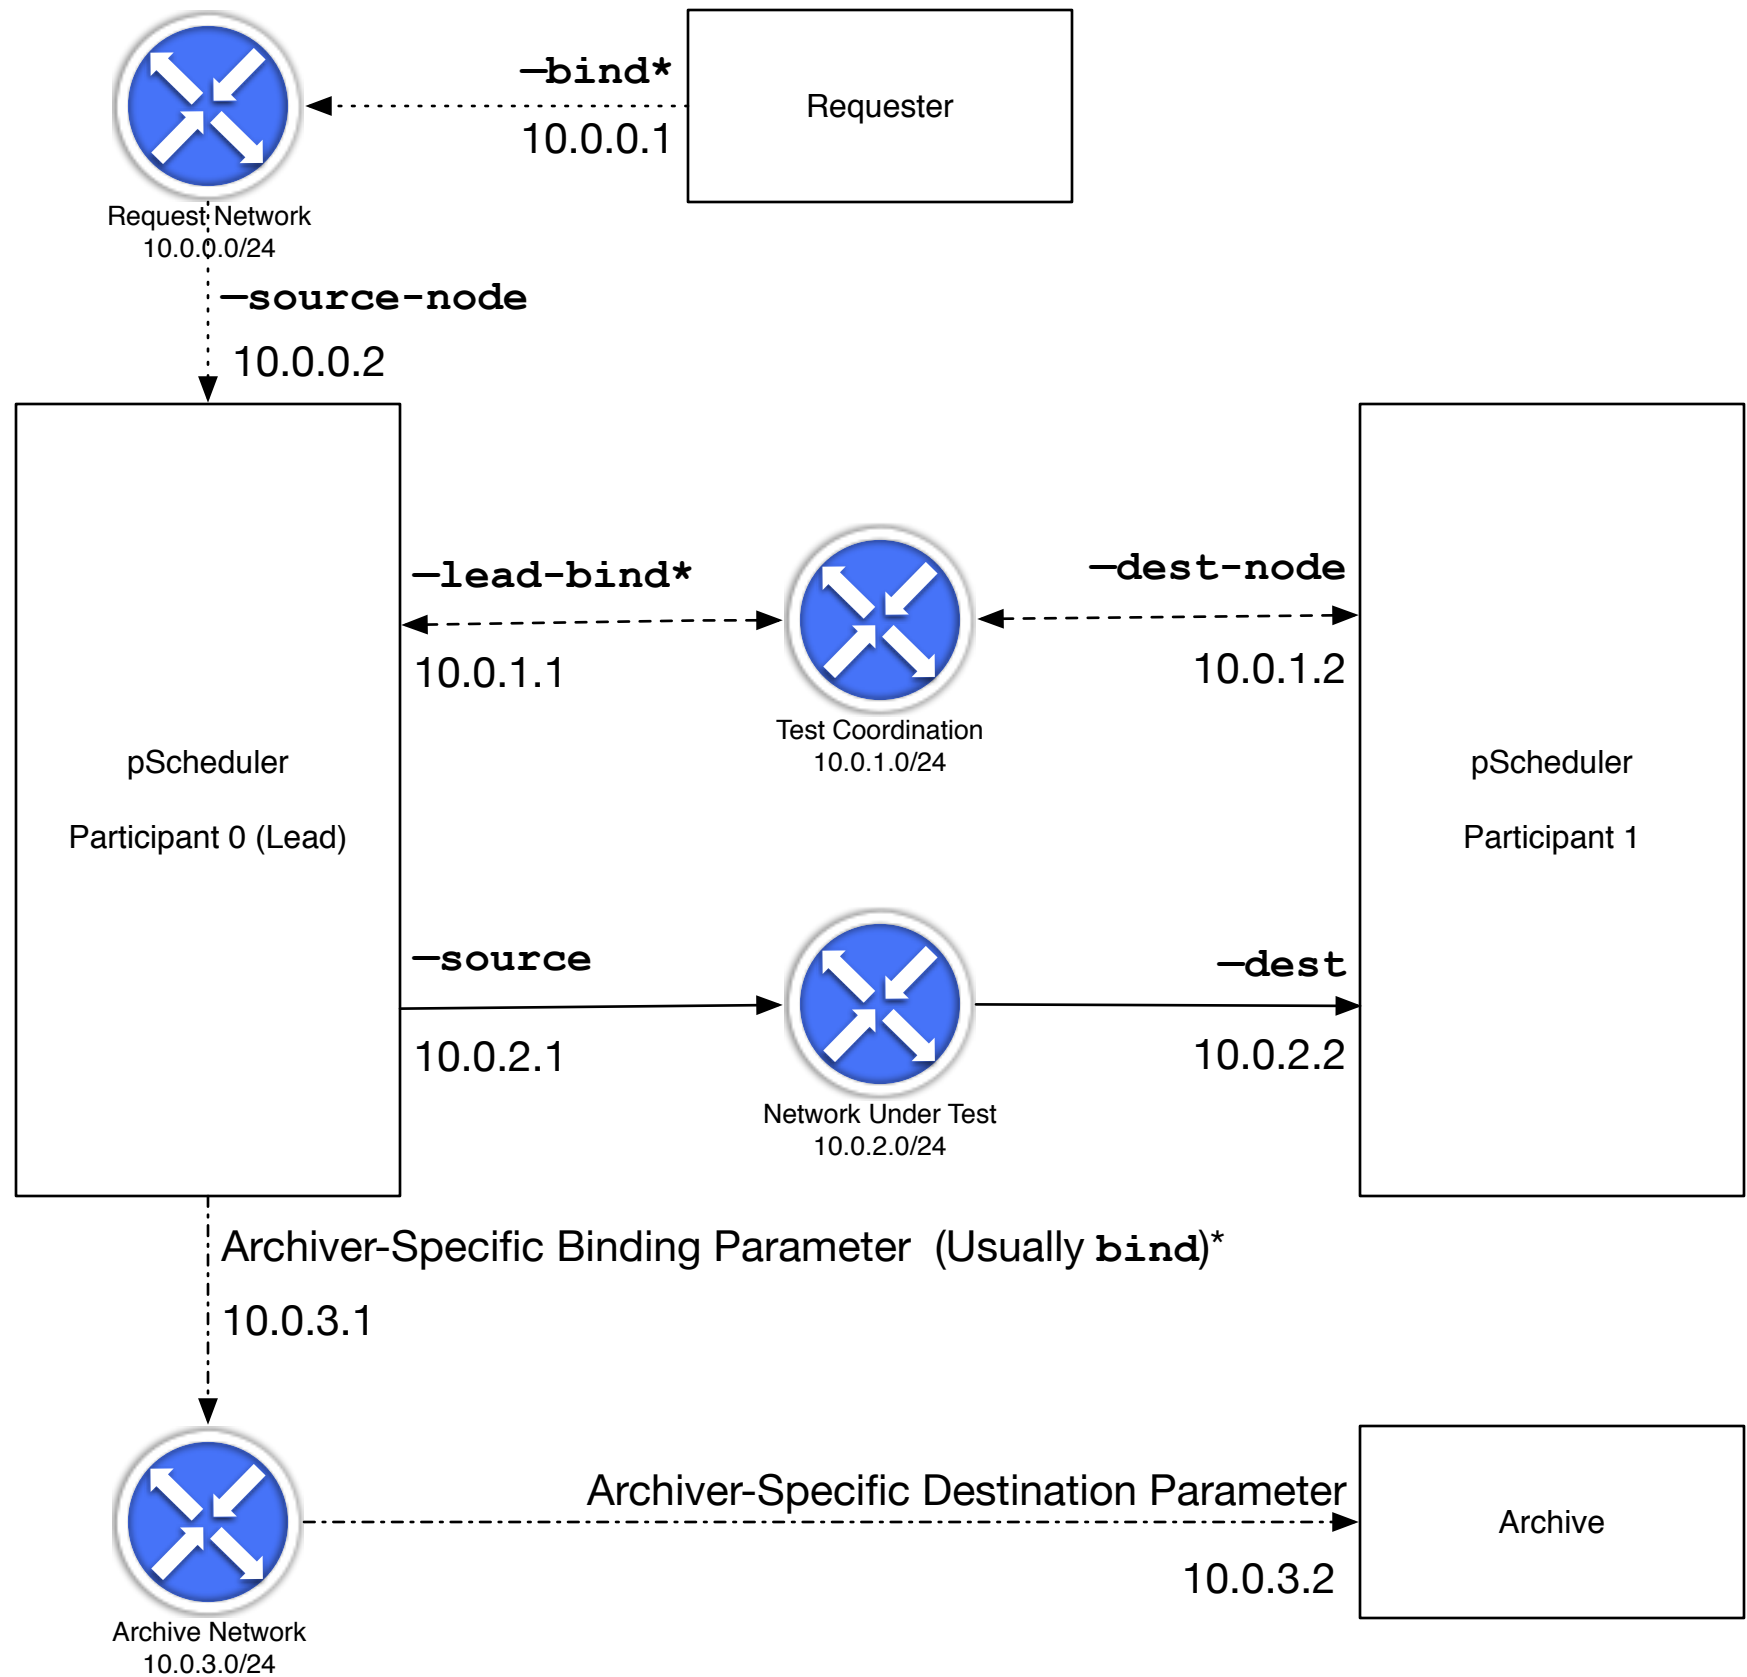 —bind*
Requester
10.0.0.1
Request Network
10.0.0.0/24
—source-node
10.0.0.2
—lead-bind*
—dest-node
10.0.1.1
10.0.1.2
Test Coordination
10.0.1.0/24
pScheduler
Participant 0 (Lead)
pScheduler
Participant 1
—source
—dest
10.0.2.1
10.0.2.2
Network Under Test
10.0.2.0/24
Archiver-Specific Binding Parameter (Usually bind)*
10.0.3.1
Archiver-Specific Destination Parameter
Archive
10.0.3.2
Archive Network
10.0.3.0/24